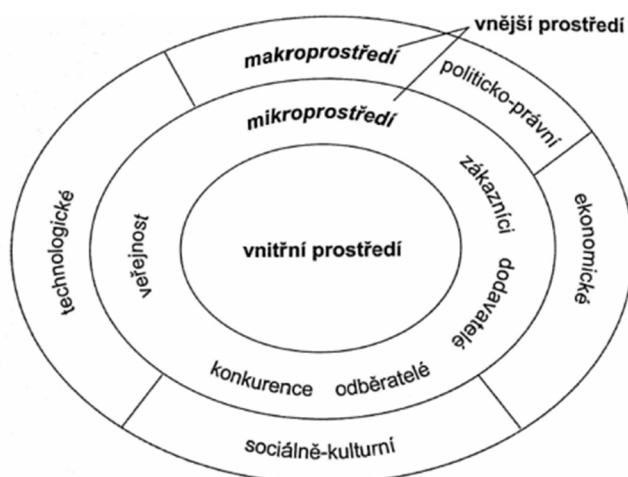 vnější prostředí
makroprostředí
politicko-právní
mikroprostředí
zákazníci
ekonomické
technologické
veřejnost
vnitřní prostředí
dodavatelé
konkurence odběratelé
sociálně-kulturní